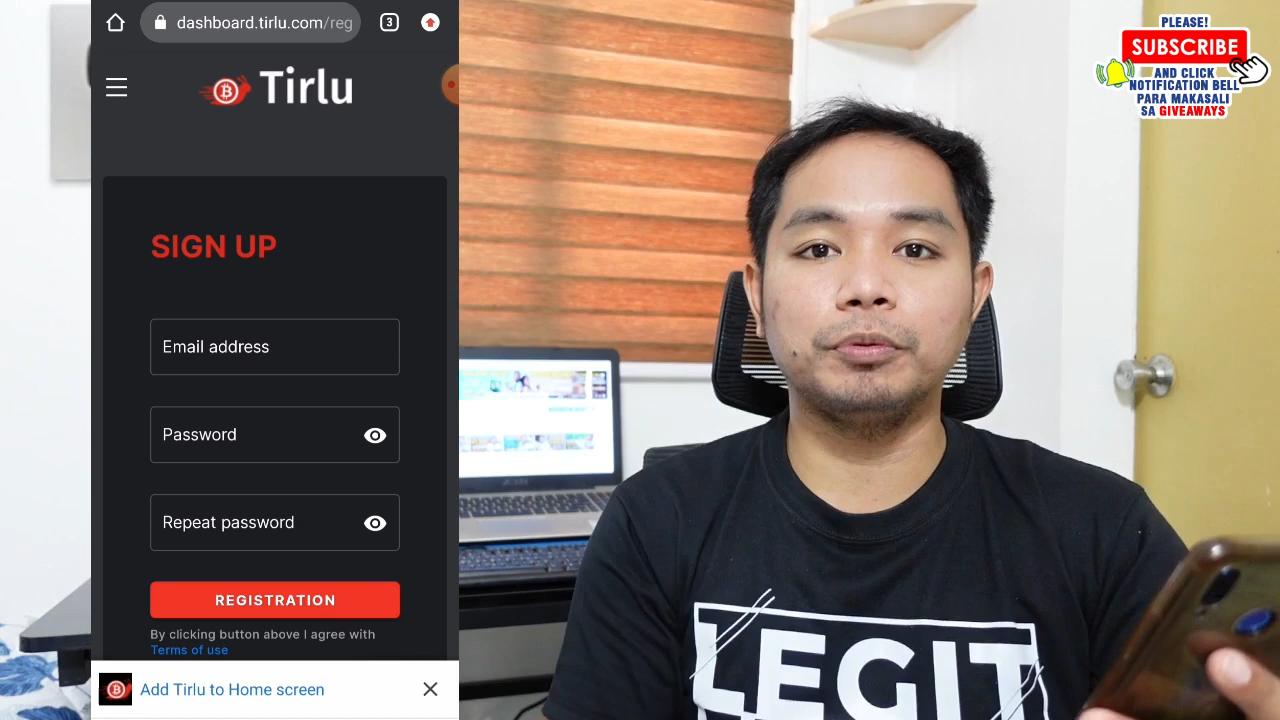 dashboard.tirlu.com/reg
3
Tirlu
SIGN UP
Email address
Password
Repeat password
REGISTRATION
By clicking button above I agree with
Terms of use
Add Tirlu to Home screen
PLEASE!
SUBSCRIBE
AND CLICK
NOTIFICATION BELL
PARA MAKASALI
SA GIVEAWAYS
LEGIT